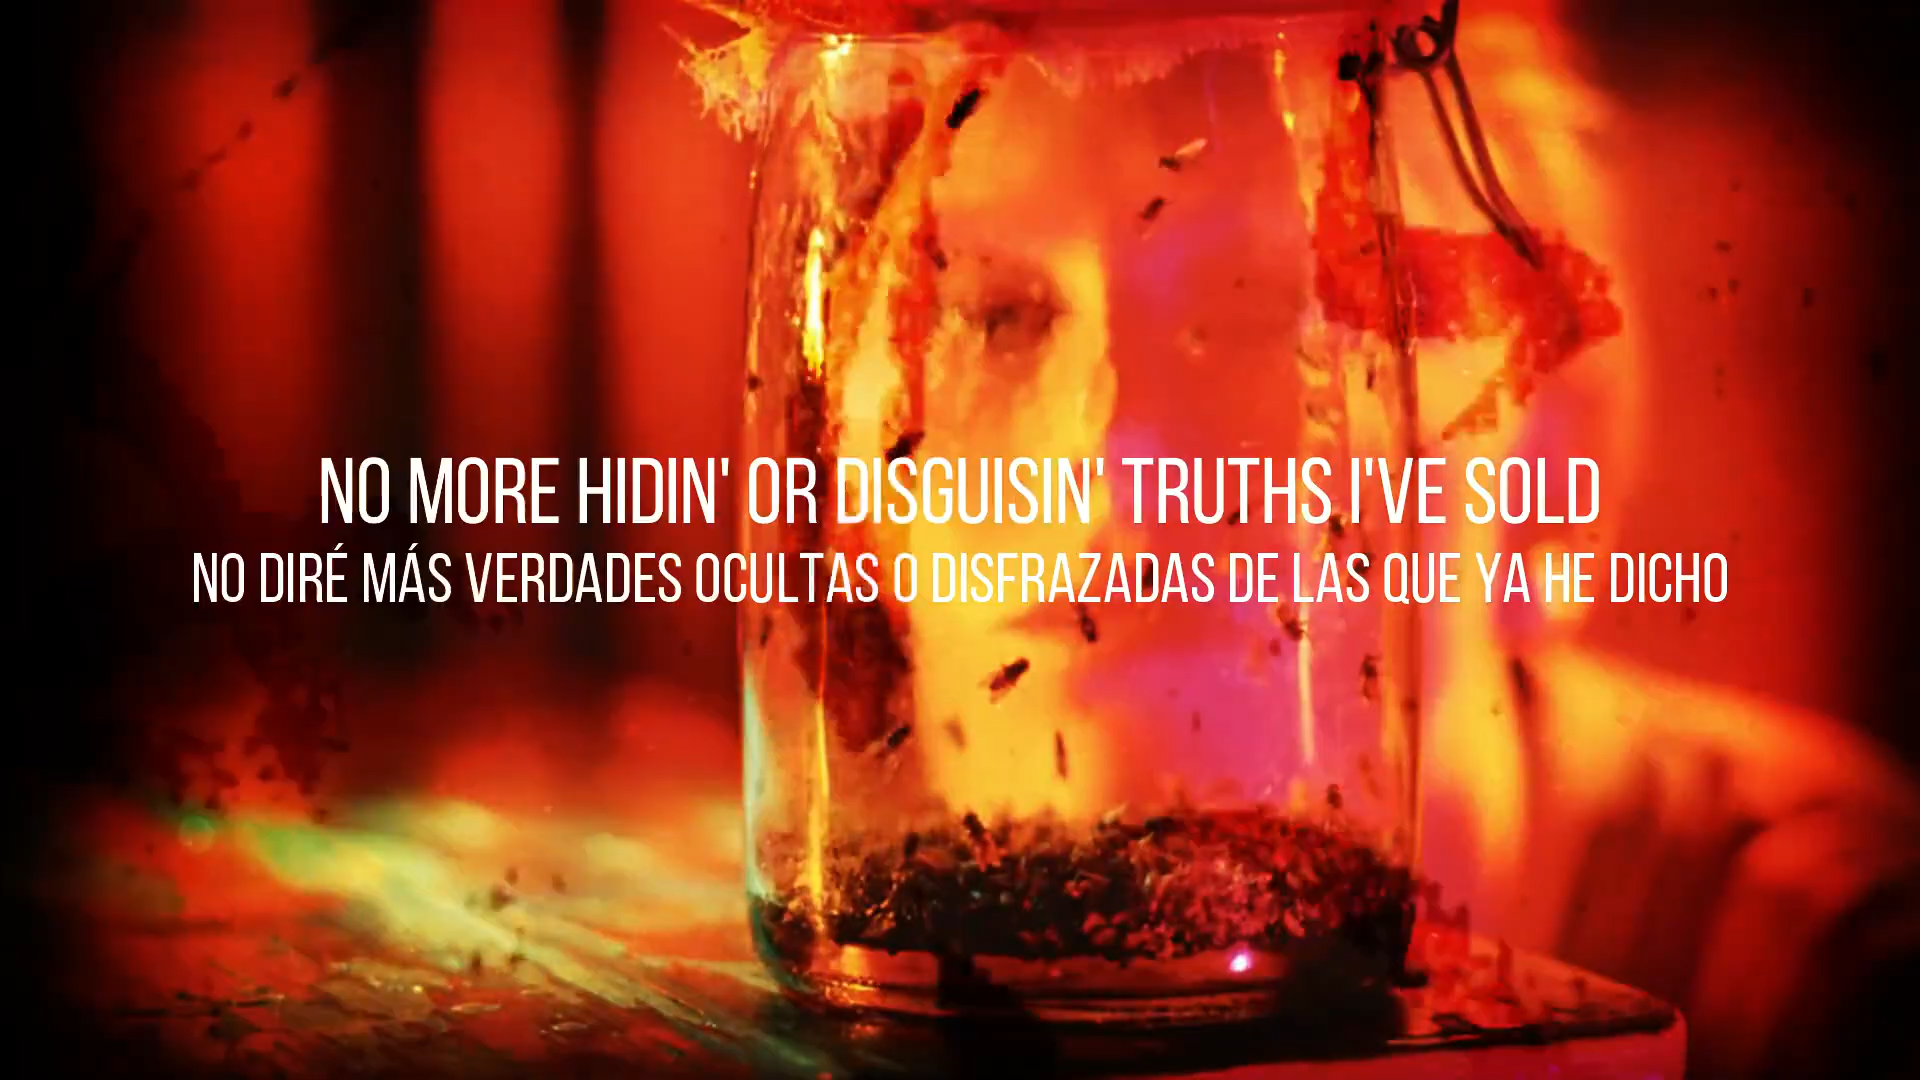 NO MORE HIDIN' OR DISGUISIN' TRUTHS I'VE SOLD
NO DIRÉ MÁS VERDADES OCULTAS O DISFRAZADAS DE LAS QUE YA HE DICHO